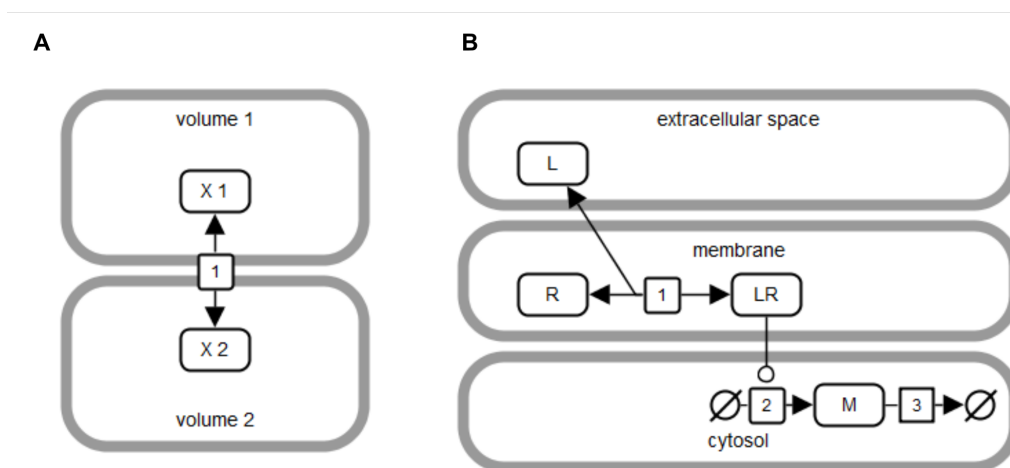 A
B
volume 1
X 1
1
X 2
volume 2
extracellular space
L
membrane
R
1
LR
2
M
3
cytosol